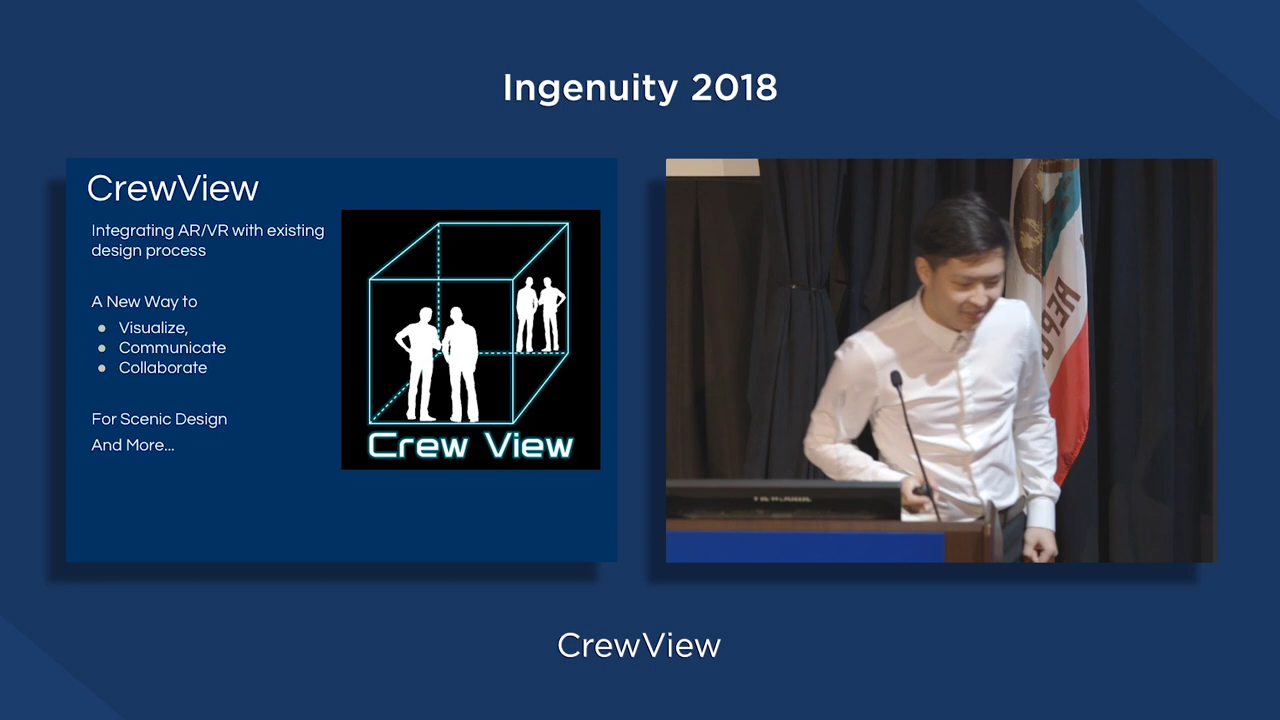 Ingenuity 2018
CrewView
Integrating AR/VR with existing
design process
A New Way to
Visualize,
Communicate
Collaborate
For Scenic Design
And More...
Crew View
CrewView